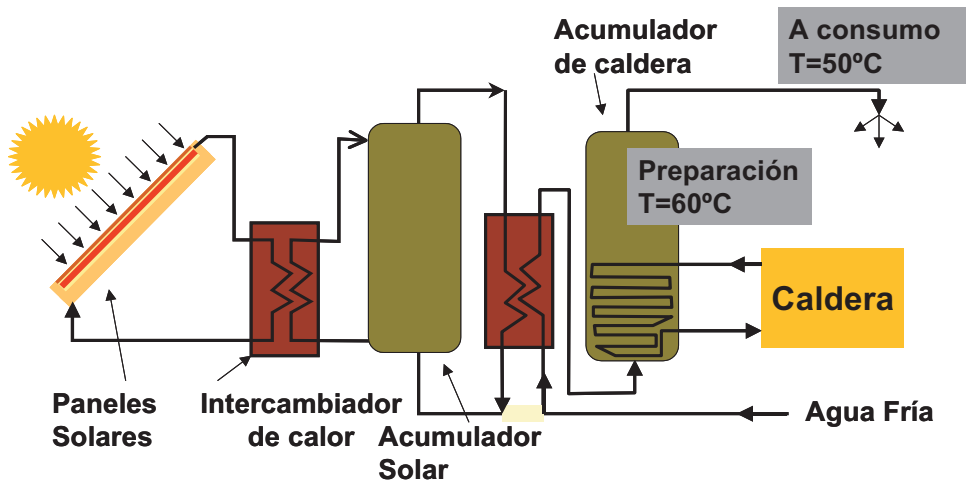 Acumulador
de caldera
A consumo
T=50ºC
Preparación
T=60ºC
Caldera
Paneles
Solares
Intercambiador
de calor
Acumulador
Solar
Agua Fría